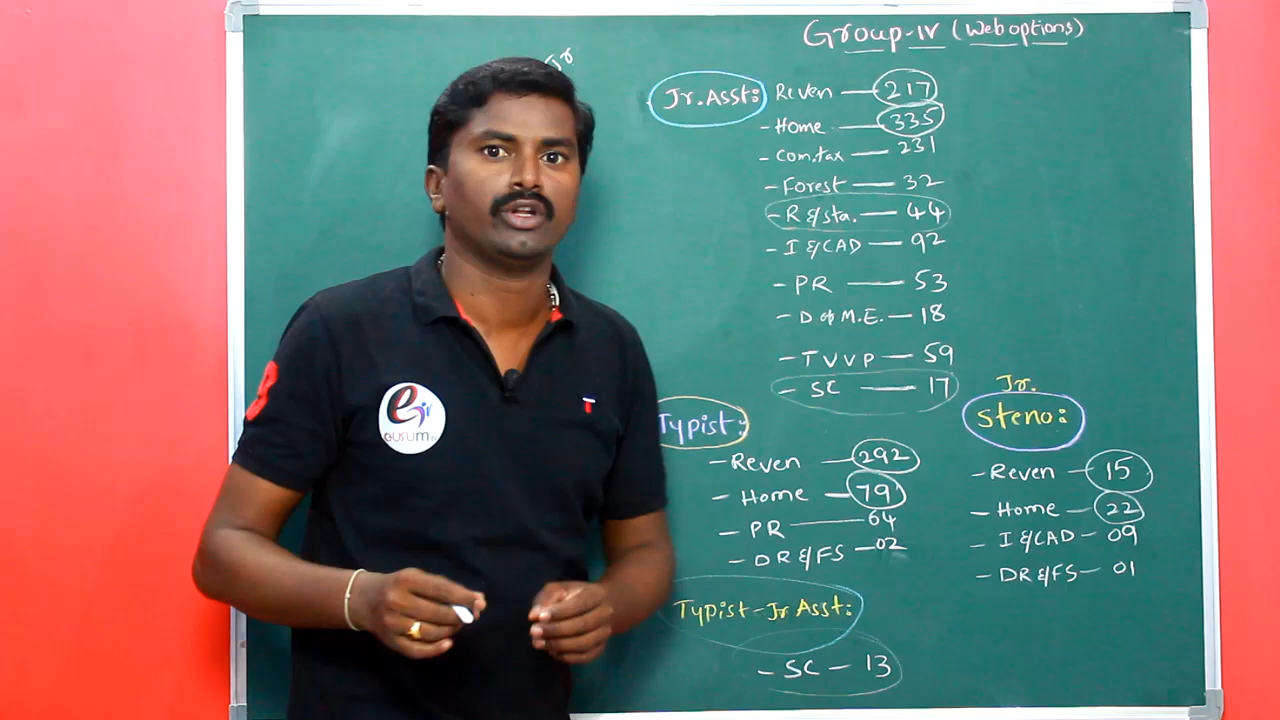 Group-IV (Web options)
Jr
Jr. Asst: Reven — 217
- Home — 335
- Com.tax — 231
- Forest — 32
- R & sta. — 44
- I & CAD — 92
- PR — 53
- D of M.E. — 18
- TVVP — 59
- SC — 17
Typist:
- Reven — 292
- Home — 79
- PR — 64
- DR & FS — 02
Jr.
Steno:
- Reven — 15
- Home — 22
- I & CAD — 09
- DR & FS — 01
Typist-Jr Asst:
- SC — 13
T